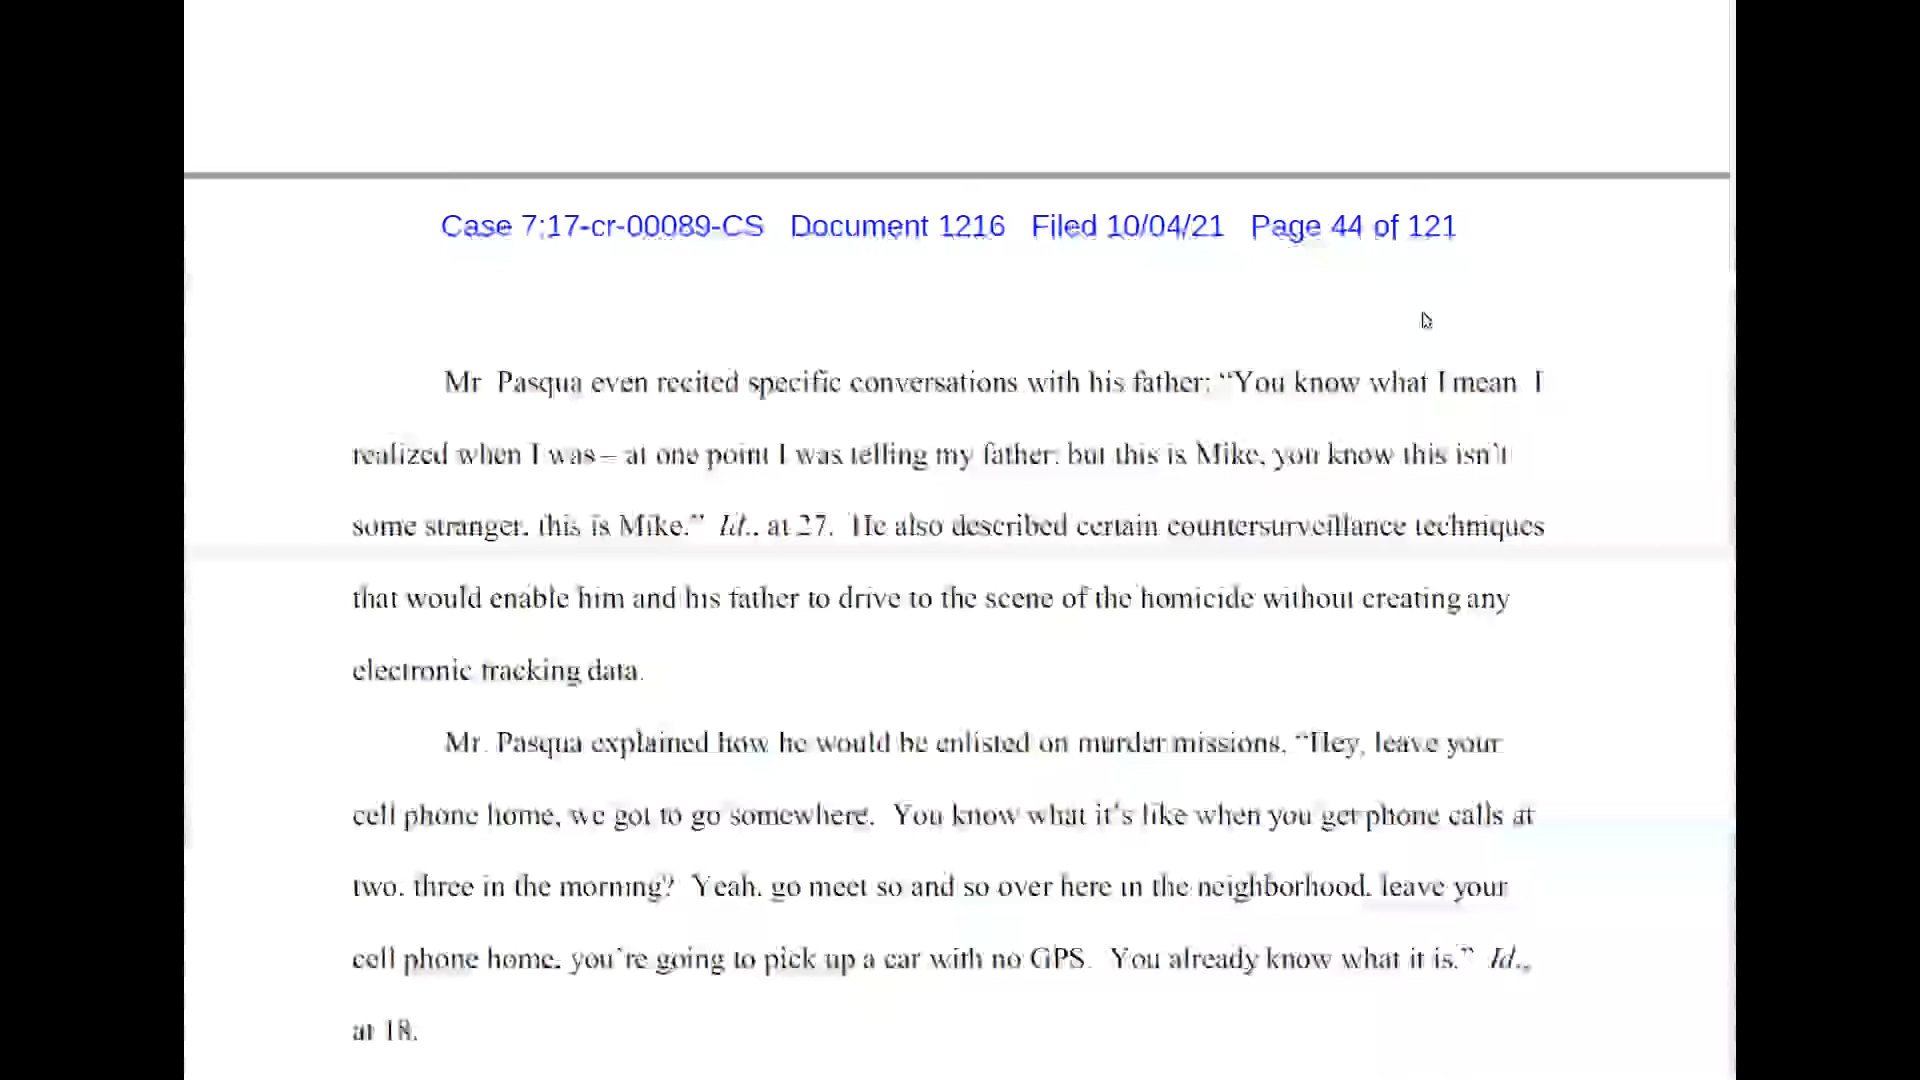 Case 7:17-cr-00089-CS Document 1216 Filed 10/04/21 Page 44 of 121
Mr. Pasqua even recited specific conversations with his father: “You know what I mean. I
realized when I was – at one point I was telling my father, but this is Mike, you know this isn’t
some stranger, this is Mike.” Id., at 27. He also described certain countersurveillance techniques
that would enable him and his father to drive to the scene of the homicide without creating any
electronic tracking data.
Mr. Pasqua explained how he would be enlisted on murder missions. “Hey, leave your
cell phone home, we got to go somewhere. You know what it’s like when you get phone calls at
two, three in the morning? Yeah, go meet so and so over here in the neighborhood, leave your
cell phone home, you’re going to pick up a car with no GPS. You already know what it is.” Id.,
at 18.